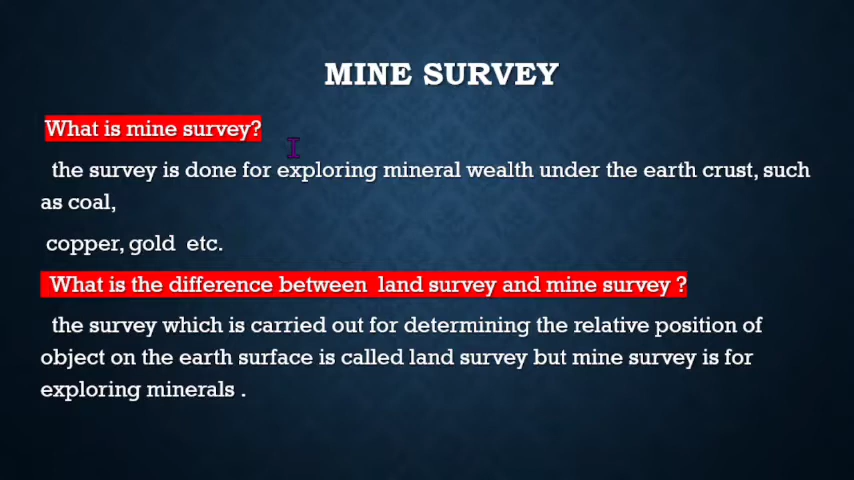 MINE SURVEY
What is mine survey?
the survey is done for exploring mineral wealth under the earth crust, such
as coal,
copper, gold etc.
What is the difference between land survey and mine survey ?
the survey which is carried out for determining the relative position of
object on the earth surface is called land survey but mine survey is for
exploring minerals .